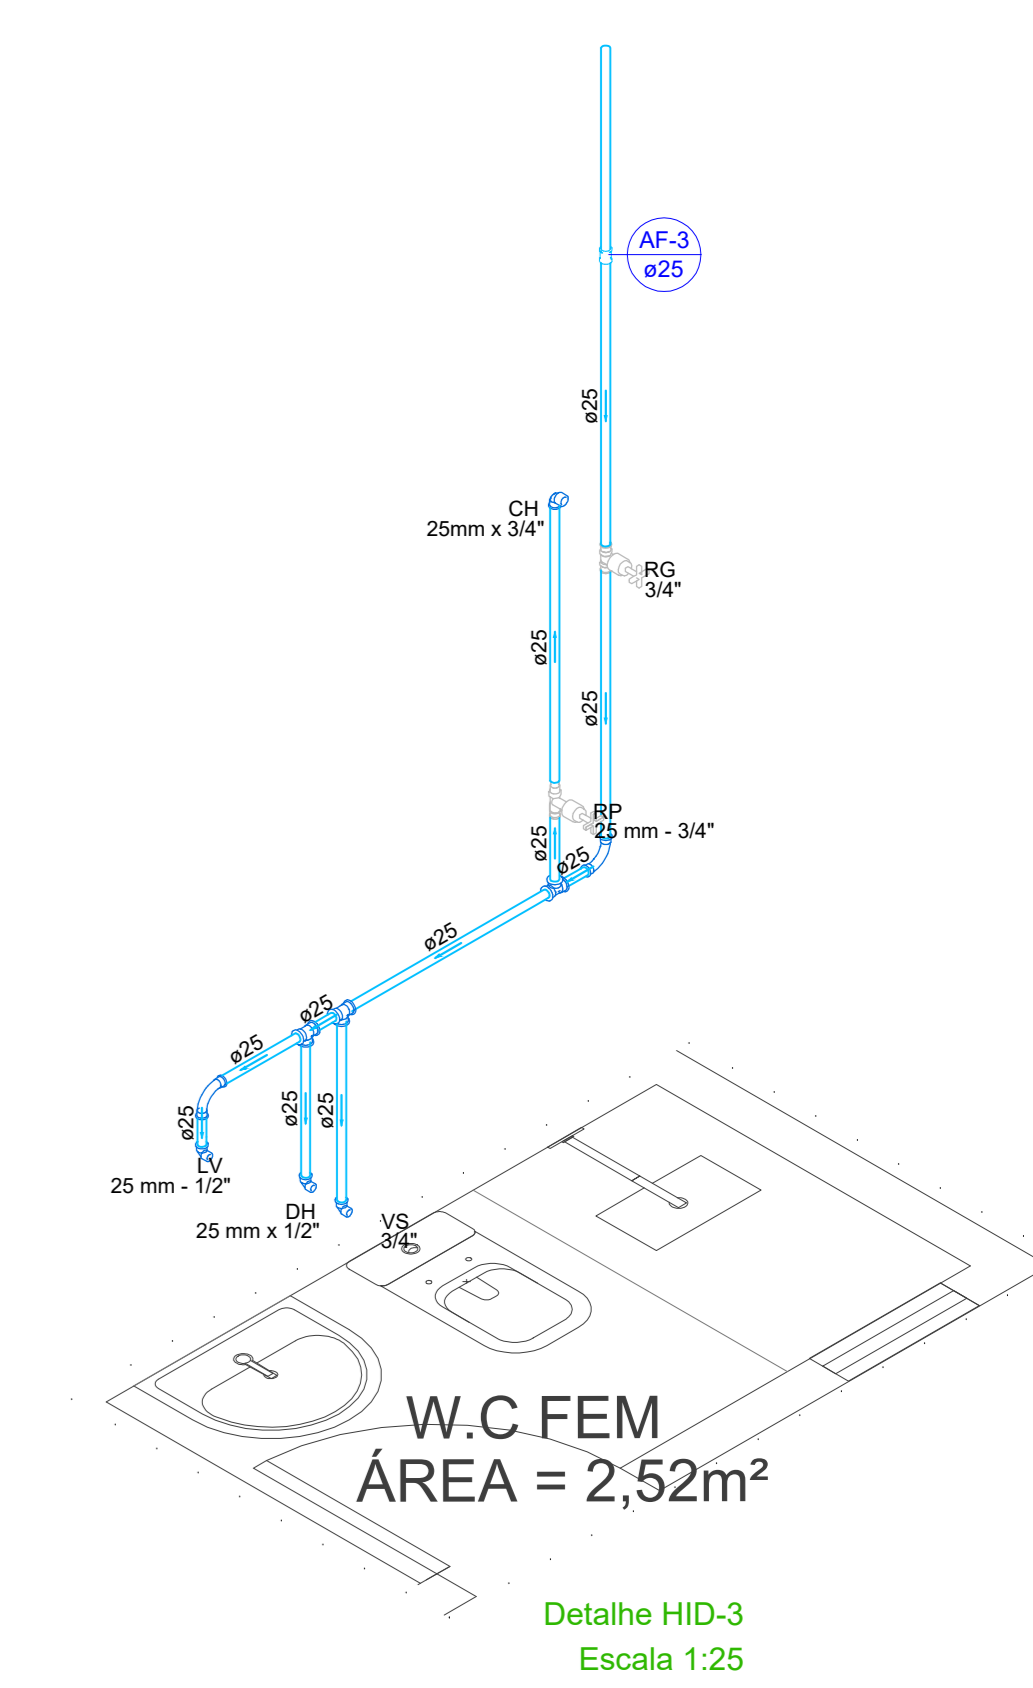 AF-3
ø25
ø25
CH
25mm x 3/4"
RG
3/4"
ø25
ø25
RP
25 mm - 3/4"
ø25
ø25
ø25
ø25
ø25
ø25
ø25
ø25
LV
25 mm - 1/2"
DH
25 mm x 1/2"
VS
3/4"
W.C FEM
ÁREA = 2,52m²
Detalhe HID-3
Escala 1:25